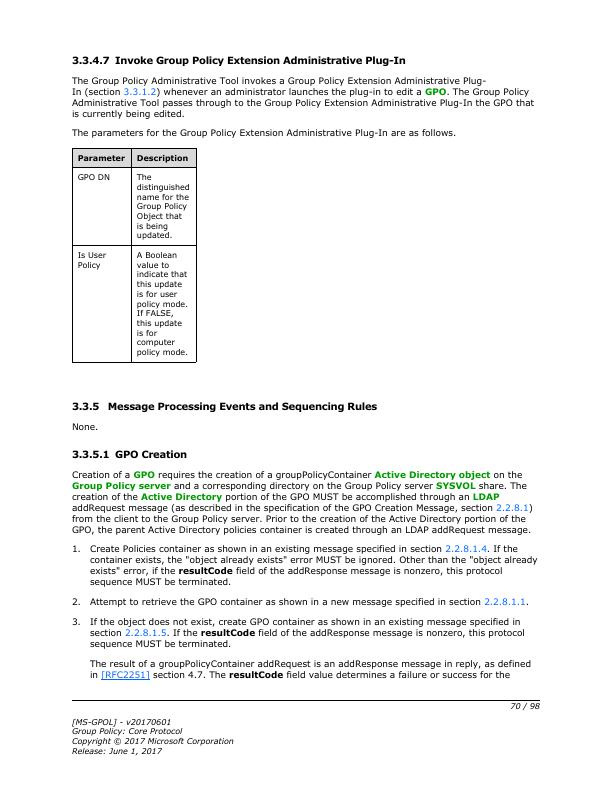 3.3.4.7 Invoke Group Policy Extension Administrative Plug-In
The Group Policy Administrative Tool invokes a Group Policy Extension Administrative Plug-
In (section 3.3.1.2) whenever an administrator launches the plug-in to edit a GPO. The Group Policy
Administrative Tool passes through to the Group Policy Extension Administrative Plug-In the GPO that
is currently being edited.
The parameters for the Group Policy Extension Administrative Plug-In are as follows.
Parameter Description
GPO DN The
distinguished
name for the
Group Policy
Object that
is being
updated.
Is User A Boolean
Policy value to
indicate that
this update
is for user
policy mode.
If FALSE,
this update
is for
computer
policy mode.
3.3.5 Message Processing Events and Sequencing Rules
None.
3.3.5.1 GPO Creation
Creation of a GPO requires the creation of a groupPolicyContainer Active Directory object on the
Group Policy server and a corresponding directory on the Group Policy server SYSVOL share. The
creation of the Active Directory portion of the GPO MUST be accomplished through an LDAP
addRequest message (as described in the specification of the GPO Creation Message, section 2.2.8.1)
from the client to the Group Policy server. Prior to the creation of the Active Directory portion of the
GPO, the parent Active Directory policies container is created through an LDAP addRequest message.
1. Create Policies container as shown in an existing message specified in section 2.2.8.1.4. If the
container exists, the "object already exists" error MUST be ignored. Other than the "object already
exists" error, if the resultCode field of the addResponse message is nonzero, this protocol
sequence MUST be terminated.
2. Attempt to retrieve the GPO container as shown in a new message specified in section 2.2.8.1.1.
3. If the object does not exist, create GPO container as shown in an existing message specified in
section 2.2.8.1.5. If the resultCode field of the addResponse message is nonzero, this protocol
sequence MUST be terminated.
The result of a groupPolicyContainer addRequest is an addResponse message in reply, as defined
in [RFC2251] section 4.7. The resultCode field value determines a failure or success for the
70 / 98
[MS-GPOL] - v20170601
Group Policy: Core Protocol
Copyright © 2017 Microsoft Corporation
Release: June 1, 2017